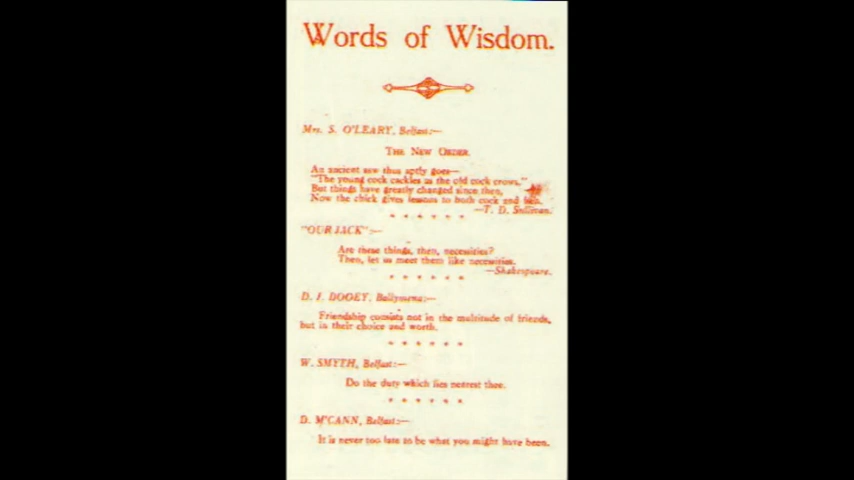 Words of Wisdom.
Mrs. S. O'LEARY, Belfast:—
THE NEW ORDER.
An ancient saw thus aptly goes—
"The young cock cackles as the old cock crows."
But things have greatly changed since then,
Now the chick gives lessons to both cock and hen.
—T. D. Sullivan.
* * * * * *
"OUR JACK":—
Are these things, then, necessities?
Then, let us meet them like necessities.
—Shakespeare.
* * * * * *
D. J. DOOEY, Ballymena:—
Friendship consists not in the multitude of friends,
but in their choice and worth.
* * * * * *
W. SMYTH, Belfast:—
Do the duty which lies nearest thee.
* * * * * *
D. M'CANN, Belfast:—
It is never too late to be what you might have been.